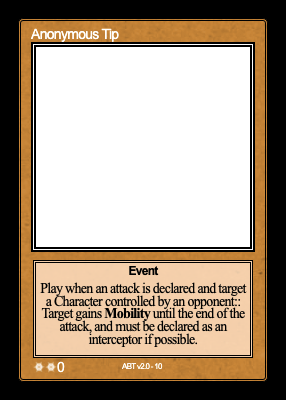 Anonymous Tip
Event
Play when an attack is declared and target
a Character controlled by an opponent::
Target gains Mobility until the end of the
attack, and must be declared as an
interceptor if possible.
0
ABT v2.0 - 10